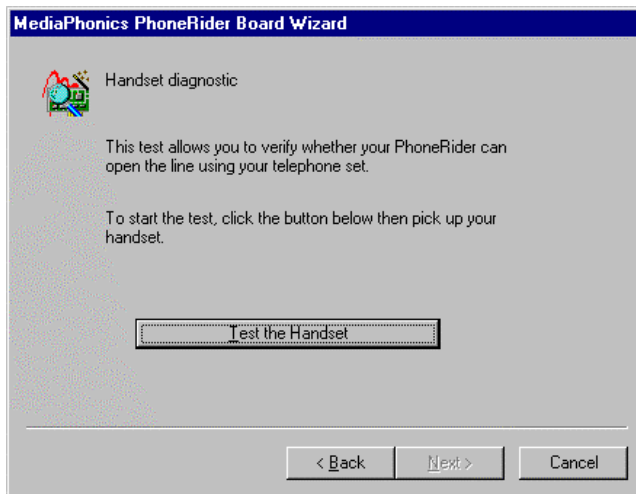 MediaPhonics PhoneRider Board Wizard
Handset diagnostic
This test allows you to verify whether your PhoneRider can
open the line using your telephone set.
To start the test, click the button below then pick up your
handset.
Test the Handset
< Back
Next >
Cancel